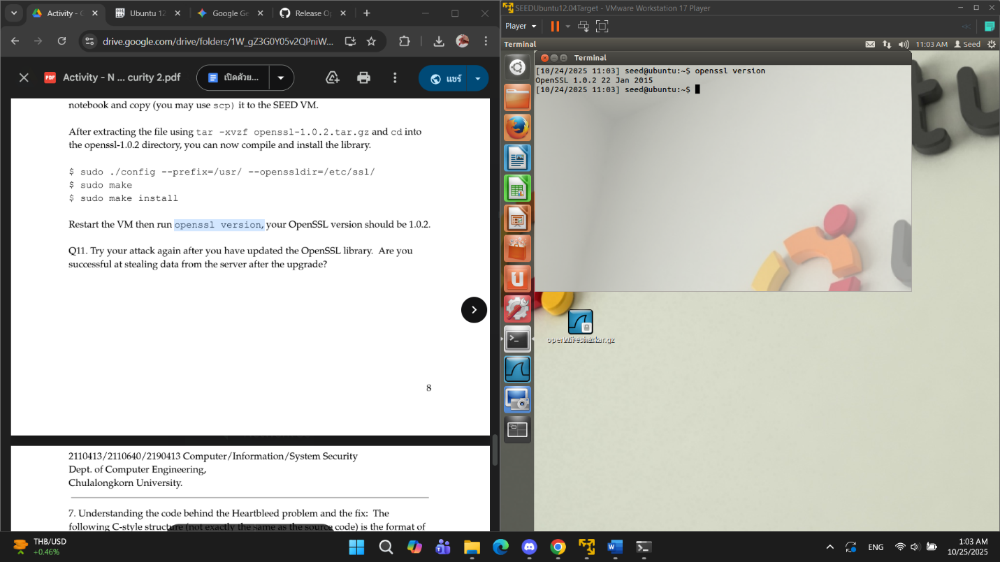 Activity - G
Ubuntu 12
Google Ge
Release O
drive.google.com/drive/folders/1W_gZ3G0Y05v2QPniW...
PDF
Activity - N ... curity 2.pdf
เปิดด้วย...
แชร์
notebook and copy (you may use scp) it to the SEED VM.
After extracting the file using tar -xvzf openssl-1.0.2.tar.gz and cd into
the openssl-1.0.2 directory, you can now compile and install the library.
$ sudo ./config --prefix=/usr/ --openssldir=/etc/ssl/
$ sudo make
$ sudo make install
Restart the VM then run openssl version, your OpenSSL version should be 1.0.2.
Q11. Try your attack again after you have updated the OpenSSL library. Are you
successful at stealing data from the server after the upgrade?
8
2110413/2110640/2190413 Computer/Information/System Security
Dept. of Computer Engineering,
Chulalongkorn University.
7. Understanding the code behind the Heartbleed problem and the fix: The
following C-style structure (not exactly the same as the source code) is the format of
SEEDUbuntu12.04Target - VMware Workstation 17 Player
Player
Terminal
11:03 AM
Seed
Terminal
[10/24/2025 11:03] seed@ubuntu:~$ openssl version
OpenSSL 1.0.2 22 Jan 2015
[10/24/2025 11:03] seed@ubuntu:~$
THB/USD
+0.46%
ENG
1:03 AM
10/25/2025